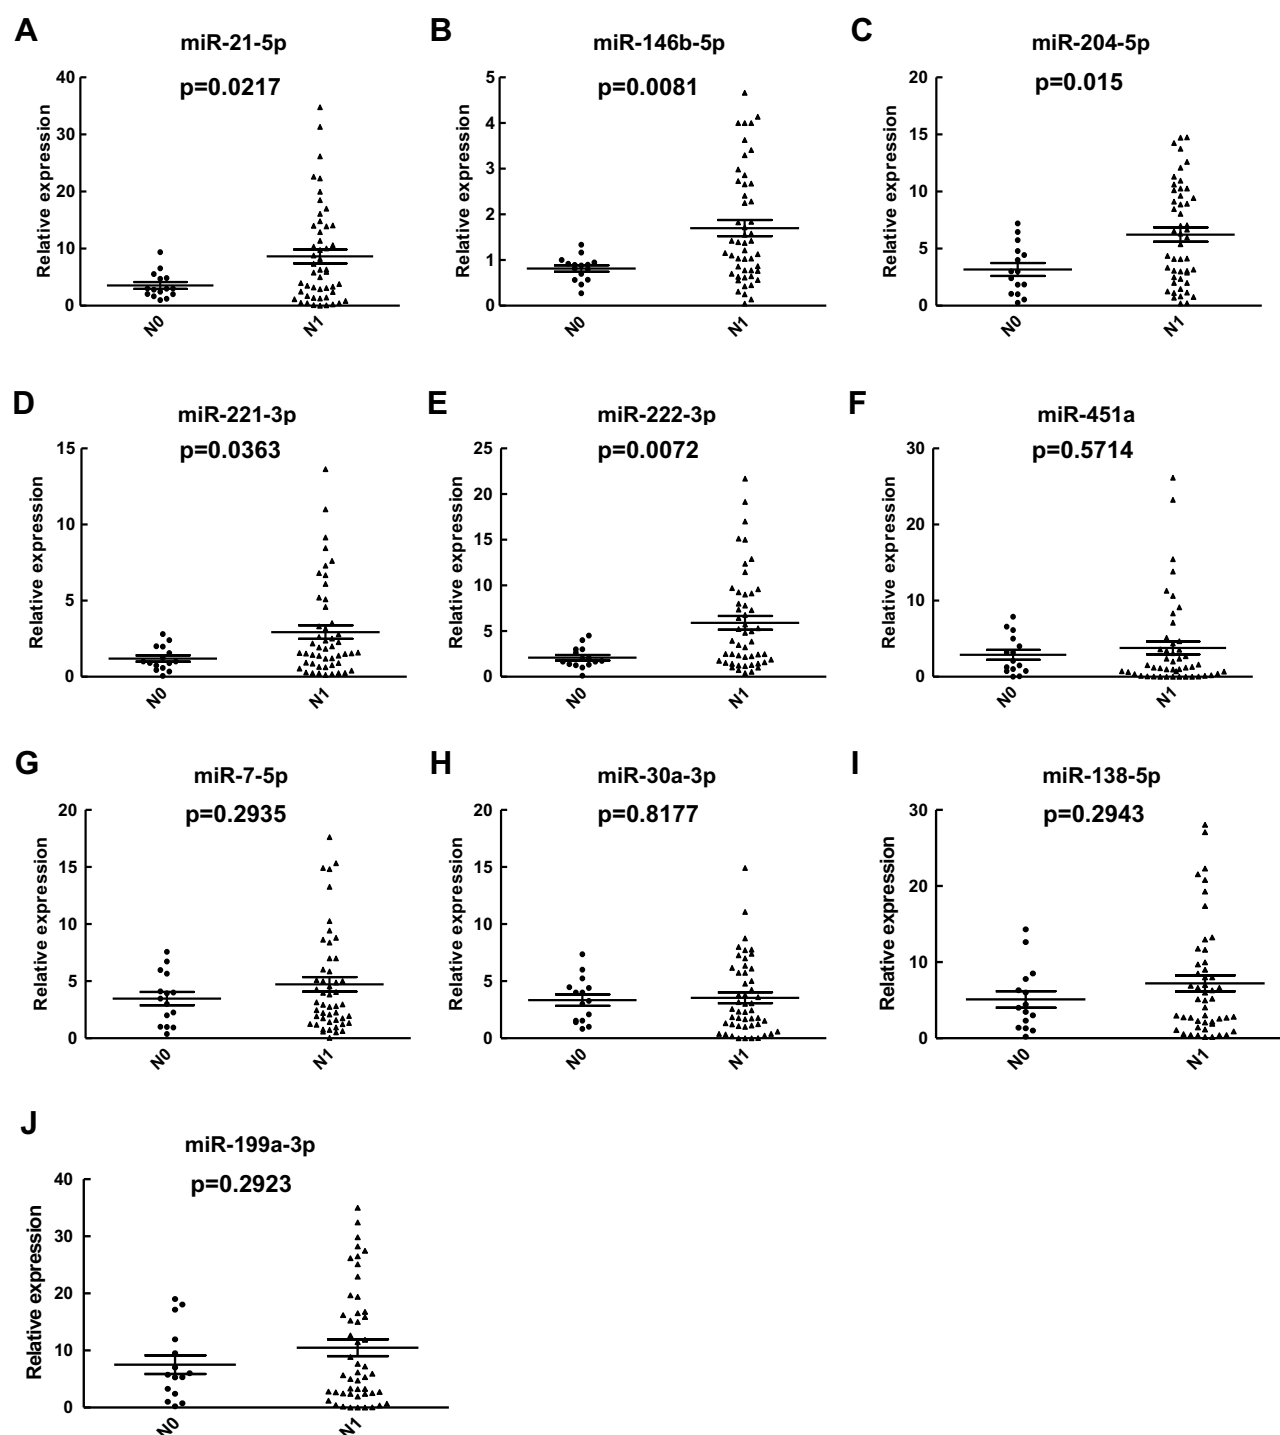 A
miR-21-5p
p=0.0217
Relative expression
40
30
20
10
0
N0
N1
B
miR-146b-5p
p=0.0081
Relative expression
5
4
3
2
1
0
N0
N1
C
miR-204-5p
p=0.015
Relative expression
20
15
10
5
0
N0
N1
D
miR-221-3p
p=0.0363
Relative expression
15
10
5
0
N0
N1
E
miR-222-3p
p=0.0072
Relative expression
25
20
15
10
5
0
N0
N1
F
miR-451a
p=0.5714
Relative expression
30
20
10
0
N0
N1
G
miR-7-5p
p=0.2935
Relative expression
20
15
10
5
0
N0
N1
H
miR-30a-3p
p=0.8177
Relative expression
20
15
10
5
0
N0
N1
I
miR-138-5p
p=0.2943
Relative expression
30
20
10
0
N0
N1
J
miR-199a-3p
p=0.2923
Relative expression
40
30
20
10
0
N0
N1